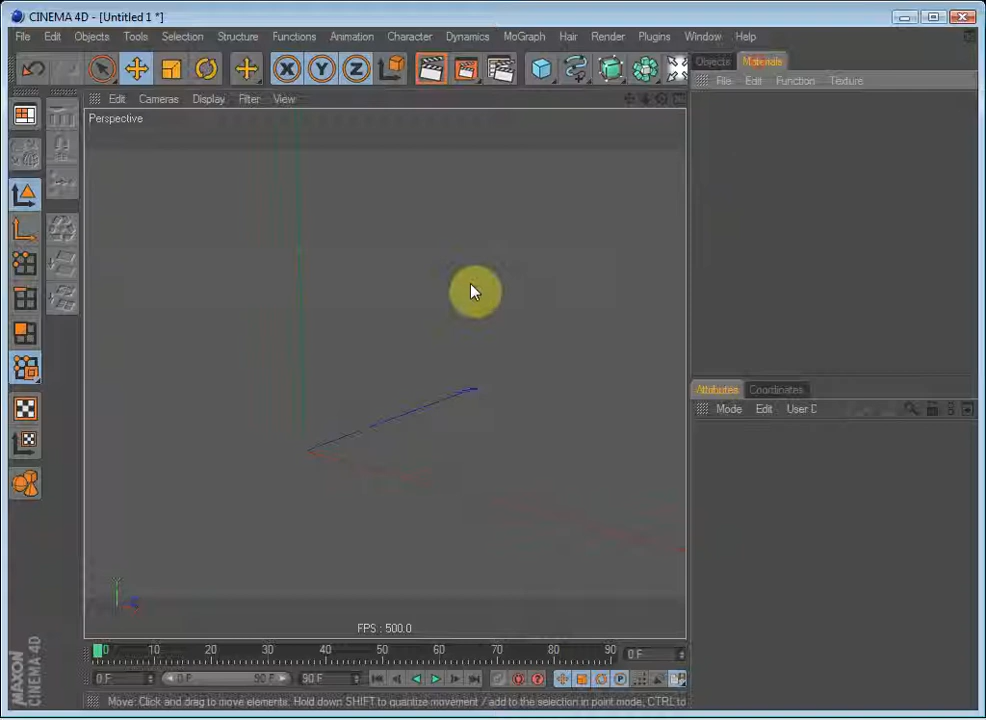 CINEMA 4D - [Untitled 1 *]
File Edit Objects Tools Selection Structure Functions Animation Character Dynamics MoGraph Hair Render Plugins Window Help
X Y Z
Objects Materials
File Edit Function Texture
Edit Cameras Display Filter View
Perspective
Attributes Coordinates
Mode Edit User D
Y
FPS : 500.0
0 10 20 30 40 50 60 70 80 90 0 F
0 F 0 F 90 F 90 F
Move: Click and drag to move elements. Hold down SHIFT to quantize movement / add to the selection in point mode, CTRL to
MAXON
CINEMA 4D